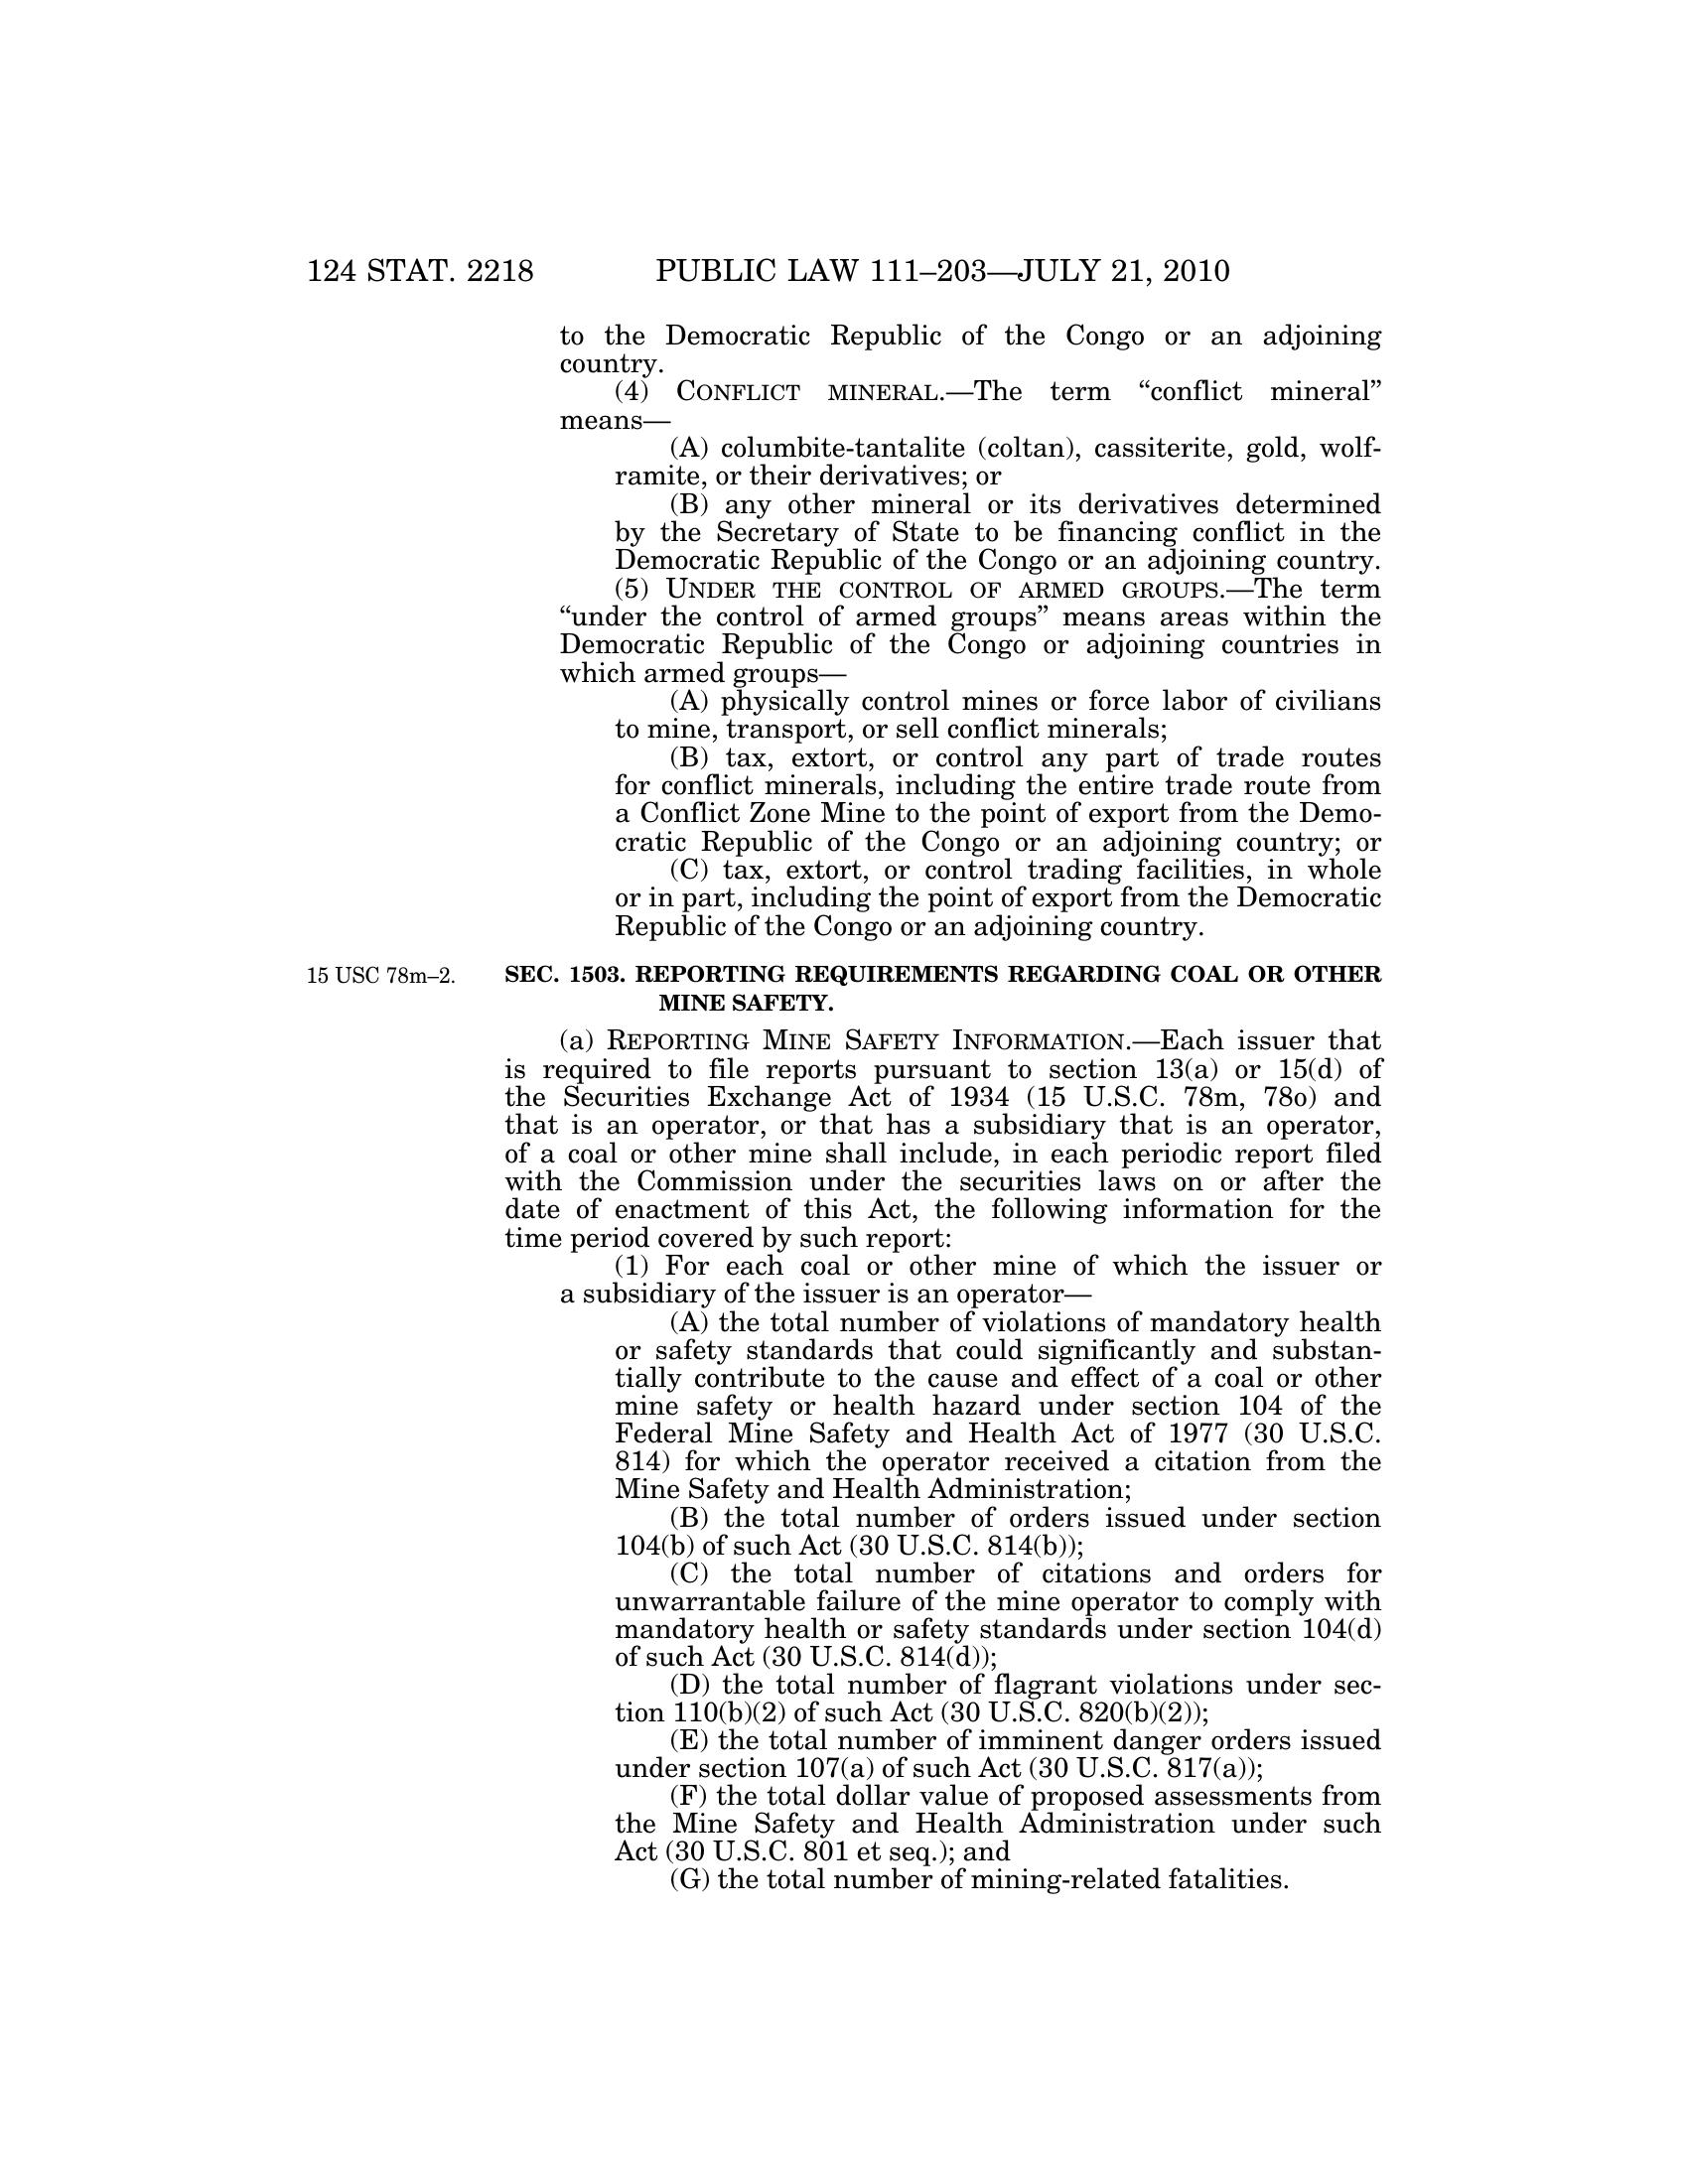 124 STAT. 2218 PUBLIC LAW 111–203—JULY 21, 2010
to the Democratic Republic of the Congo or an adjoining
country.
(4) CONFLICT MINERAL.—The term “conflict mineral”
means—
(A) columbite-tantalite (coltan), cassiterite, gold, wolf-
ramite, or their derivatives; or
(B) any other mineral or its derivatives determined
by the Secretary of State to be financing conflict in the
Democratic Republic of the Congo or an adjoining country.
(5) UNDER THE CONTROL OF ARMED GROUPS.—The term
“under the control of armed groups” means areas within the
Democratic Republic of the Congo or adjoining countries in
which armed groups—
(A) physically control mines or force labor of civilians
to mine, transport, or sell conflict minerals;
(B) tax, extort, or control any part of trade routes
for conflict minerals, including the entire trade route from
a Conflict Zone Mine to the point of export from the Demo-
cratic Republic of the Congo or an adjoining country; or
(C) tax, extort, or control trading facilities, in whole
or in part, including the point of export from the Democratic
Republic of the Congo or an adjoining country.
15 USC 78m–2. SEC. 1503. REPORTING REQUIREMENTS REGARDING COAL OR OTHER
MINE SAFETY.
(a) REPORTING MINE SAFETY INFORMATION.—Each issuer that
is required to file reports pursuant to section 13(a) or 15(d) of
the Securities Exchange Act of 1934 (15 U.S.C. 78m, 78o) and
that is an operator, or that has a subsidiary that is an operator,
of a coal or other mine shall include, in each periodic report filed
with the Commission under the securities laws on or after the
date of enactment of this Act, the following information for the
time period covered by such report:
(1) For each coal or other mine of which the issuer or
a subsidiary of the issuer is an operator—
(A) the total number of violations of mandatory health
or safety standards that could significantly and substan-
tially contribute to the cause and effect of a coal or other
mine safety or health hazard under section 104 of the
Federal Mine Safety and Health Act of 1977 (30 U.S.C.
814) for which the operator received a citation from the
Mine Safety and Health Administration;
(B) the total number of orders issued under section
104(b) of such Act (30 U.S.C. 814(b));
(C) the total number of citations and orders for
unwarrantable failure of the mine operator to comply with
mandatory health or safety standards under section 104(d)
of such Act (30 U.S.C. 814(d));
(D) the total number of flagrant violations under sec-
tion 110(b)(2) of such Act (30 U.S.C. 820(b)(2));
(E) the total number of imminent danger orders issued
under section 107(a) of such Act (30 U.S.C. 817(a));
(F) the total dollar value of proposed assessments from
the Mine Safety and Health Administration under such
Act (30 U.S.C. 801 et seq.); and
(G) the total number of mining-related fatalities.